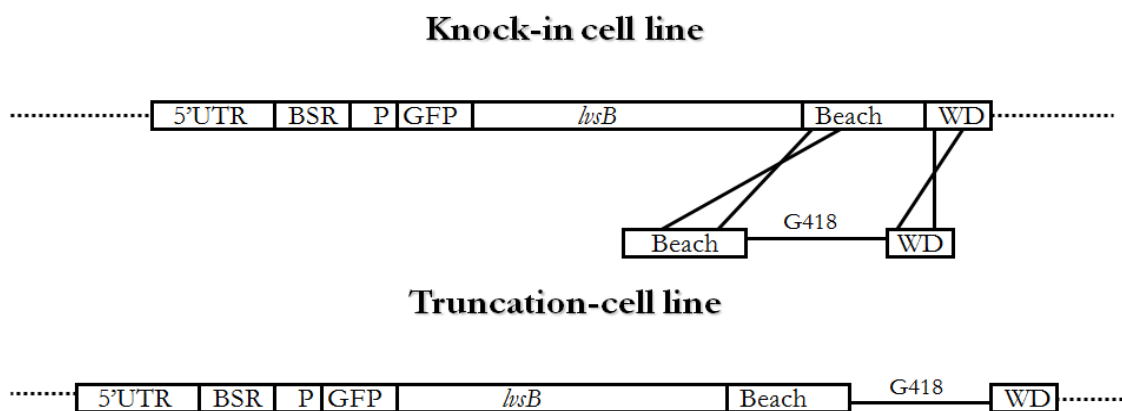 Knock-in cell line
5'UTR BSR P GFP lvsB Beach WD
G418
Beach WD
Truncation-cell line
G418
5'UTR BSR P GFP lvsB Beach WD